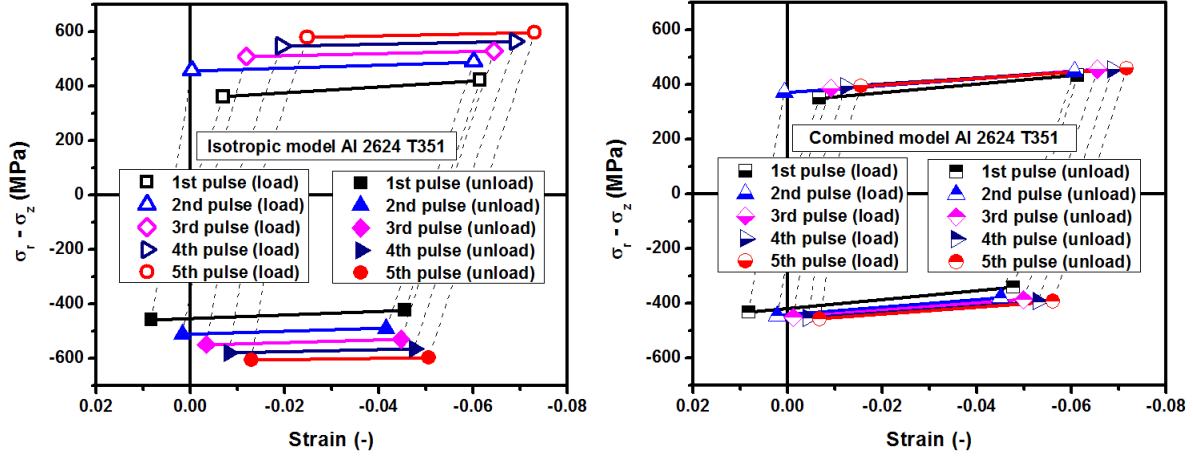 600
400
200
0
-200
-400
-600
σr - σz (MPa)
Isotropic model Al 2624 T351
1st pulse (load)
2nd pulse (load)
3rd pulse (load)
4th pulse (load)
5th pulse (load)
1st pulse (unload)
2nd pulse (unload)
3rd pulse (unload)
4th pulse (unload)
5th pulse (unload)
0.02 0.00 -0.02 -0.04 -0.06 -0.08
Strain (-)
600
400
200
0
-200
-400
-600
σr - σz (MPa)
Combined model Al 2624 T351
1st pulse (load)
2nd pulse (load)
3rd pulse (load)
4th pulse (load)
5th pulse (load)
1st pulse (unload)
2nd pulse (unload)
3rd pulse (unload)
4th pulse (unload)
5th pulse (unload)
0.02 0.00 -0.02 -0.04 -0.06 -0.08
Strain (-)